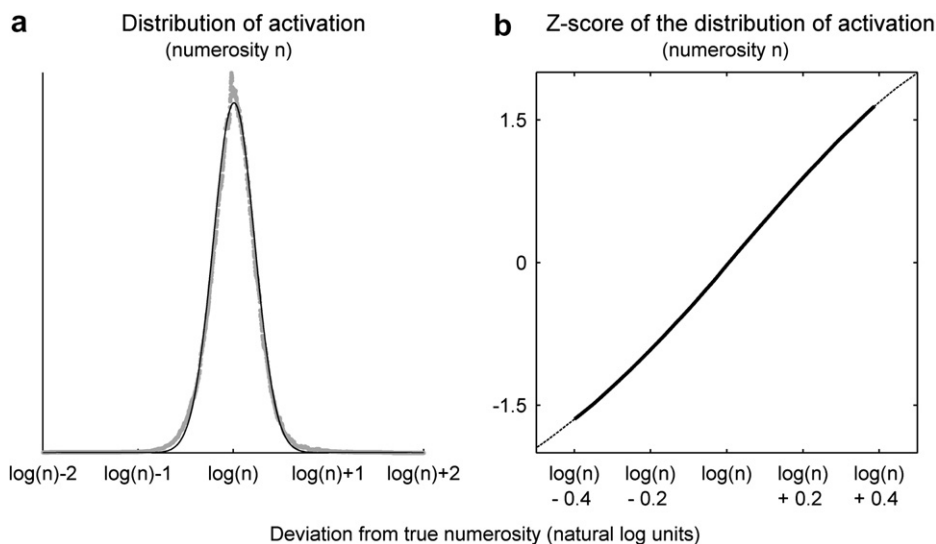 a
Distribution of activation
(numerosity n)
log(n)-2 log(n)-1 log(n) log(n)+1 log(n)+2
b
Z-score of the distribution of activation
(numerosity n)
1.5
0
-1.5
log(n) log(n) log(n) log(n) log(n)
- 0.4 - 0.2 + 0.2 + 0.4
Deviation from true numerosity (natural log units)